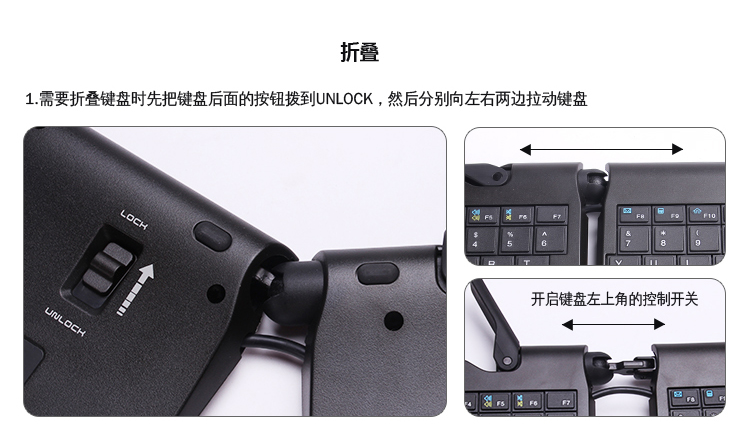 折叠
1.需要折叠键盘时先把键盘后面的按钮拨到UNLOCK，然后分别向左右两边拉动键盘
LOCK
UNLOCK
F5 F6 F7 F8 F9 F10
$ % ^ & * (
4 5 6 7 8 9
R T Y U I
开启键盘左上角的控制开关
F4 F5 F6 F7 F8